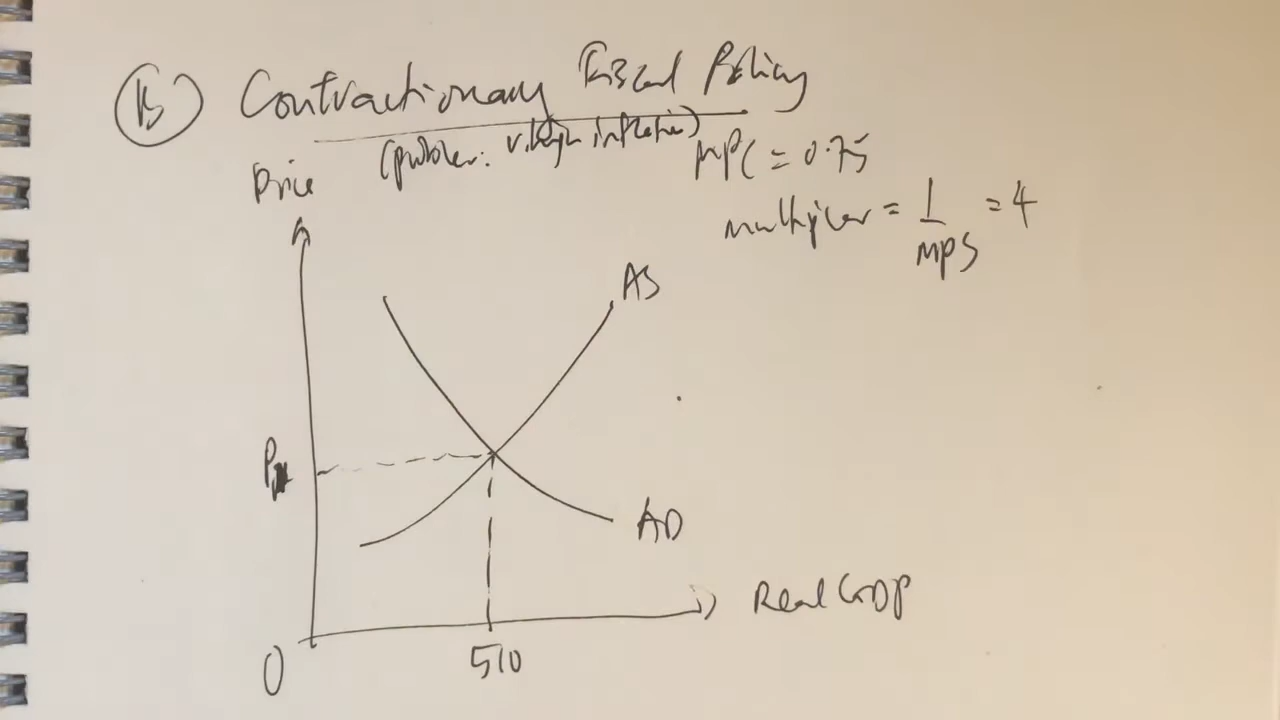 B Contractionary Fiscal Policy
(problem: v. high inflation)
MPC = 0.75
multiplier = 1/MPS = 4
Price
AS
P
AD
Real GDP
0
510